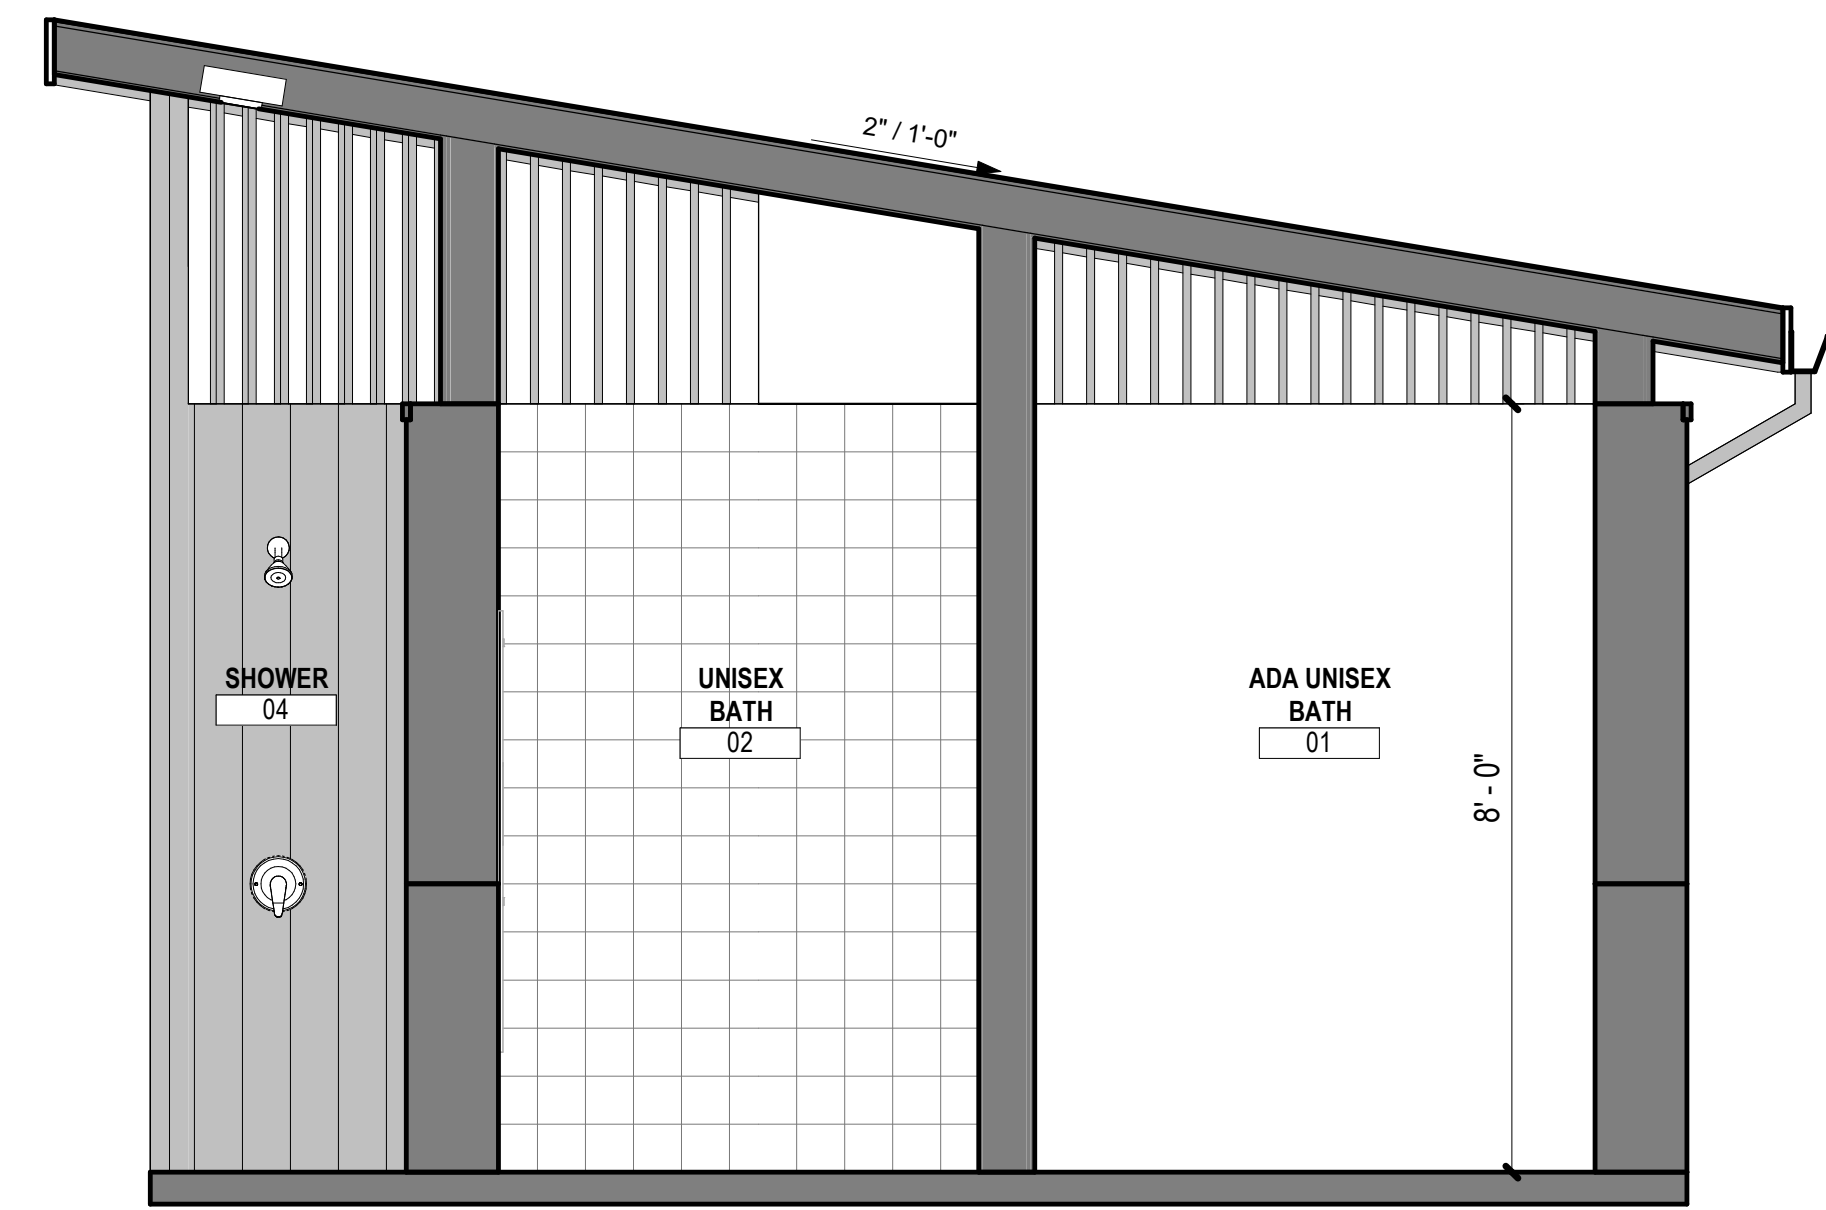 2" / 1'-0"
SHOWER
04
UNISEX
BATH
02
ADA UNISEX
BATH
01
8' - 0"